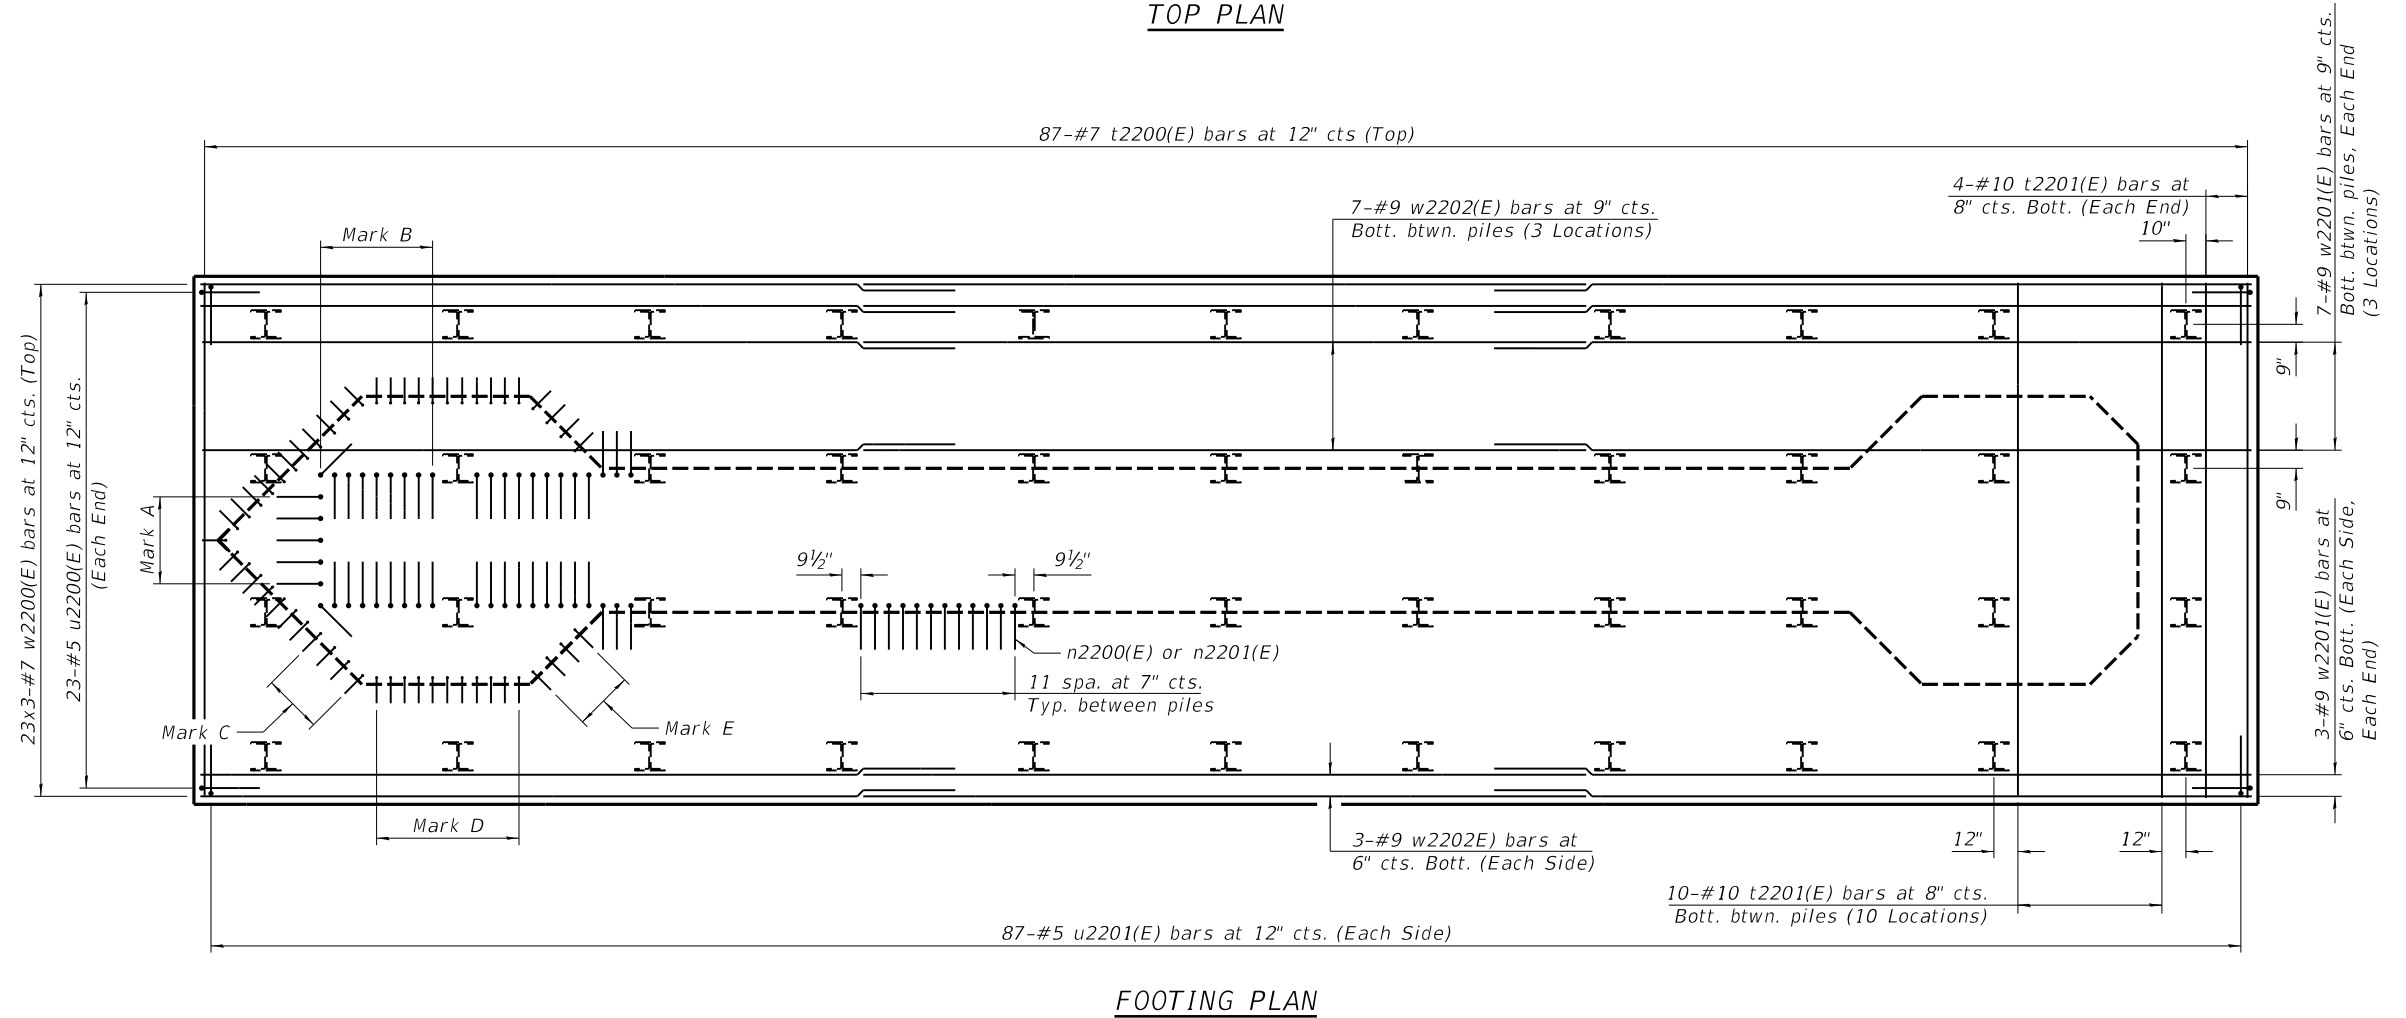 TOP PLAN
87-#7 t2200(E) bars at 12" cts (Top)
7-#9 w2201(E) bars at 9" cts.
Bott. btwn. piles, Each End
(3 Locations)
4-#10 t2201(E) bars at
8" cts. Bott. (Each End)
10"
7-#9 w2202(E) bars at 9" cts.
Bott. btwn. piles (3 Locations)
Mark B
23x3-#7 w2200(E) bars at 12" cts. (Top)
23-#5 u2200(E) bars at 12" cts.
(Each End)
Mark A
9"
9"
9½"
9½"
n2200(E) or n2201(E)
11 spa. at 7" cts.
Typ. between piles
3-#9 w2201(E) bars at
6" cts. Bott. (Each Side,
Each End)
Mark C
Mark E
Mark D
3-#9 w2202E) bars at
6" cts. Bott. (Each Side)
12"
12"
10-#10 t2201(E) bars at 8" cts.
Bott. btwn. piles (10 Locations)
87-#5 u2201(E) bars at 12" cts. (Each Side)
FOOTING PLAN